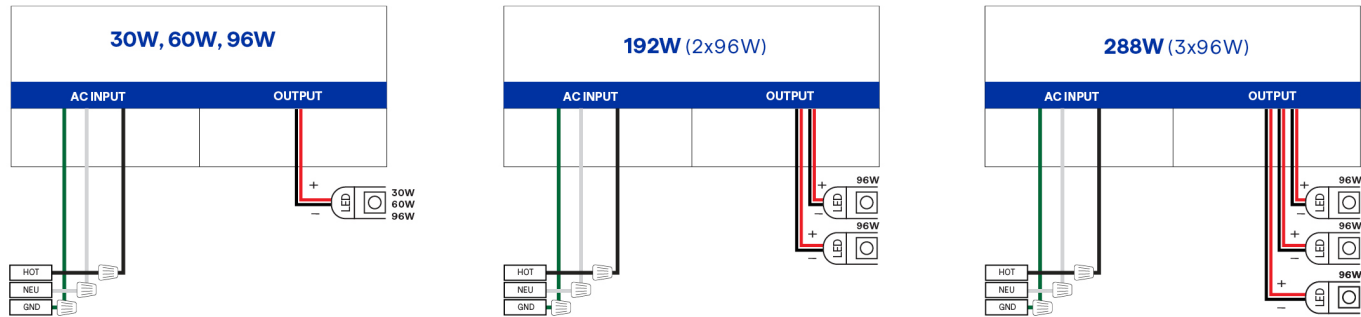 30W, 60W, 96W
AC INPUT
OUTPUT
+
−
LED
30W
60W
96W
HOT
NEU
GND
192W (2x96W)
AC INPUT
OUTPUT
96W
+
−
LED
96W
+
−
LED
HOT
NEU
GND
288W (3x96W)
AC INPUT
OUTPUT
96W
+
−
LED
96W
+
−
LED
96W
+
−
LED
HOT
NEU
GND